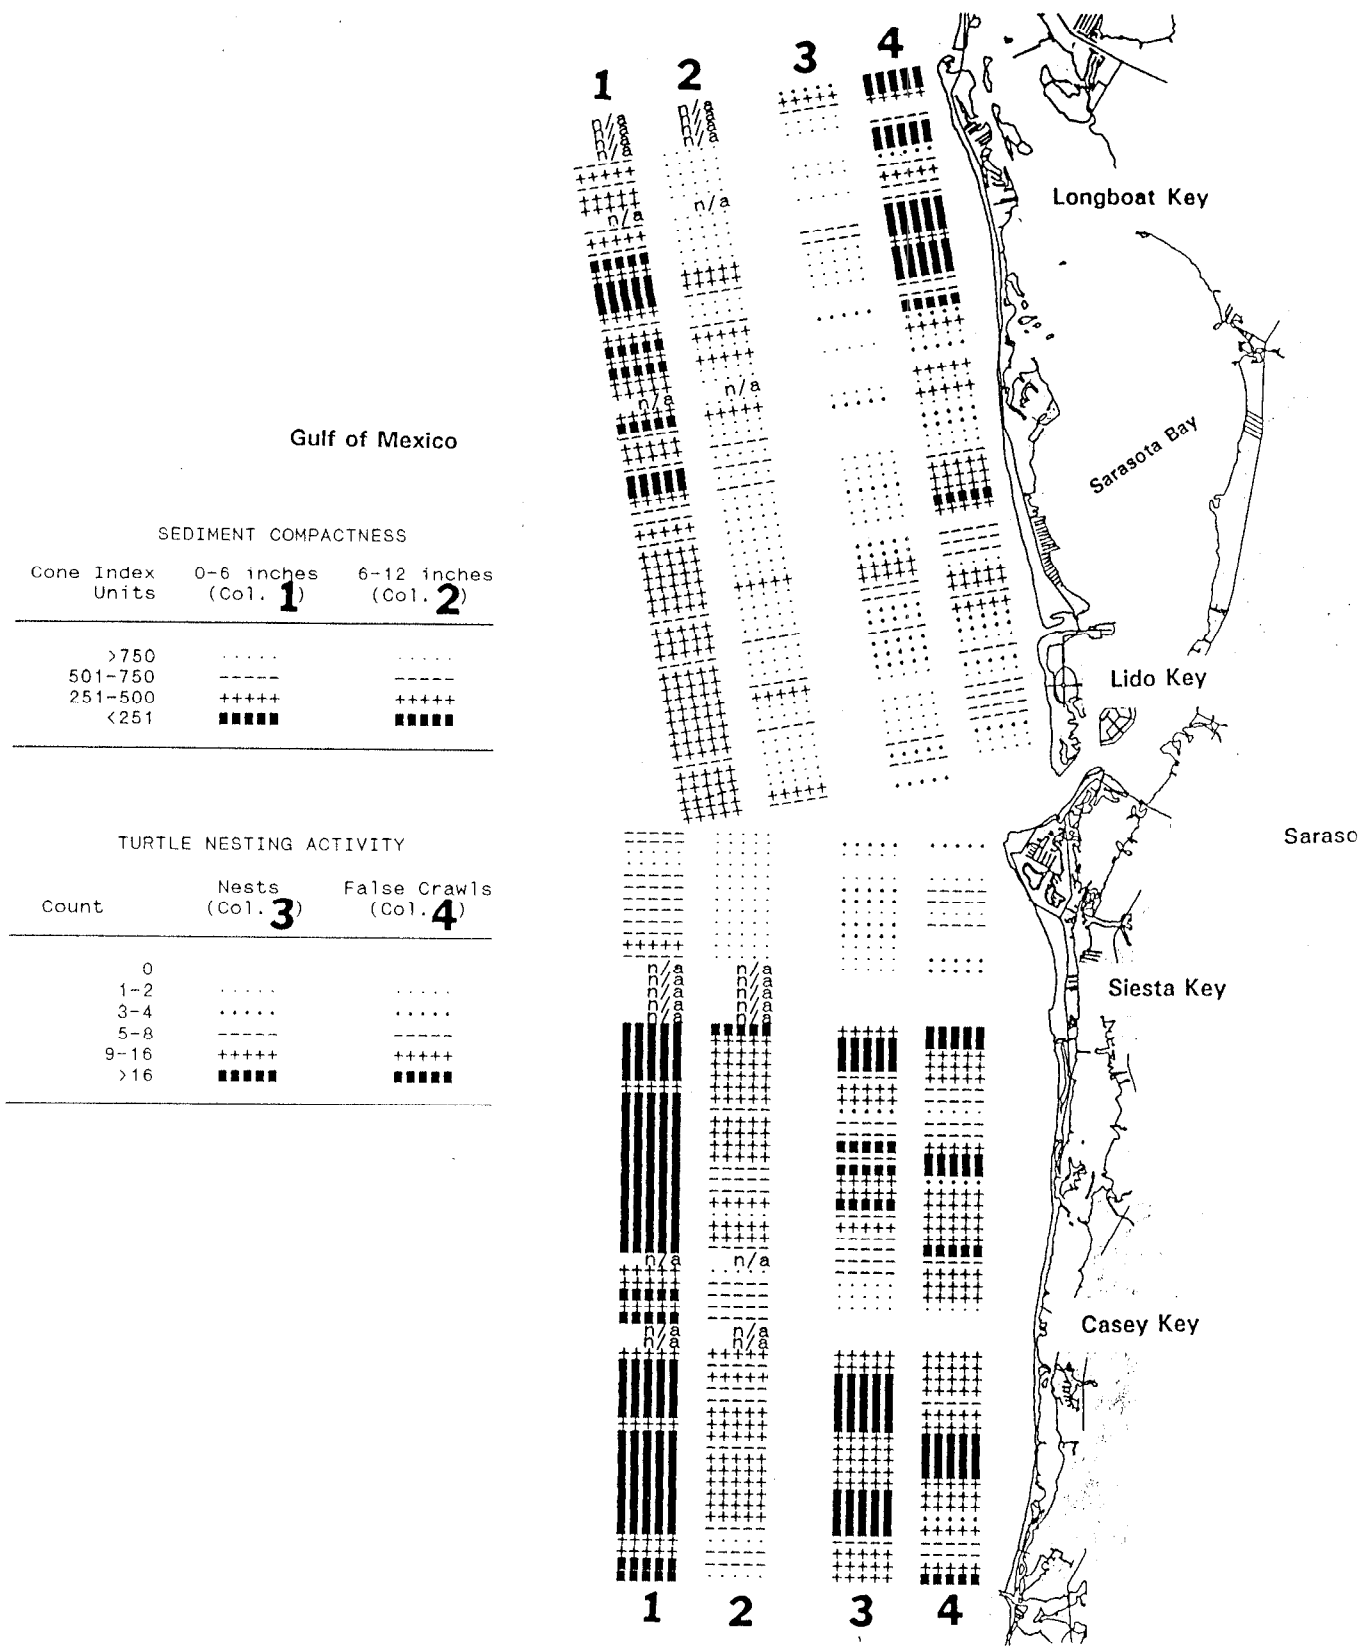 1 2 3 4
n/a n/a
n/a n/a
n/a n/a
n/a n/a
Longboat Key
n/a
n/a
n/a
n/a
Gulf of Mexico
Sarasota Bay
SEDIMENT COMPACTNESS
Cone Index 0-6 inches 6-12 inches
Units (Col. 1) (Col. 2)
>750 ..... .....
501-750 ----- -----
251-500 +++++ +++++
<251 ■■■■■ ■■■■■
Lido Key
TURTLE NESTING ACTIVITY
Saraso
Nests False Crawls
Count (Col. 3) (Col. 4)
0
1-2 ..... .....
3-4 ..... .....
5-8 ----- -----
9-16 +++++ +++++
>16 ■■■■■ ■■■■■
n/a n/a
n/a n/a
n/a n/a
n/a n/a
n/a n/a
Siesta Key
n/a n/a
Casey Key
n/a n/a
n/a n/a
1 2 3 4